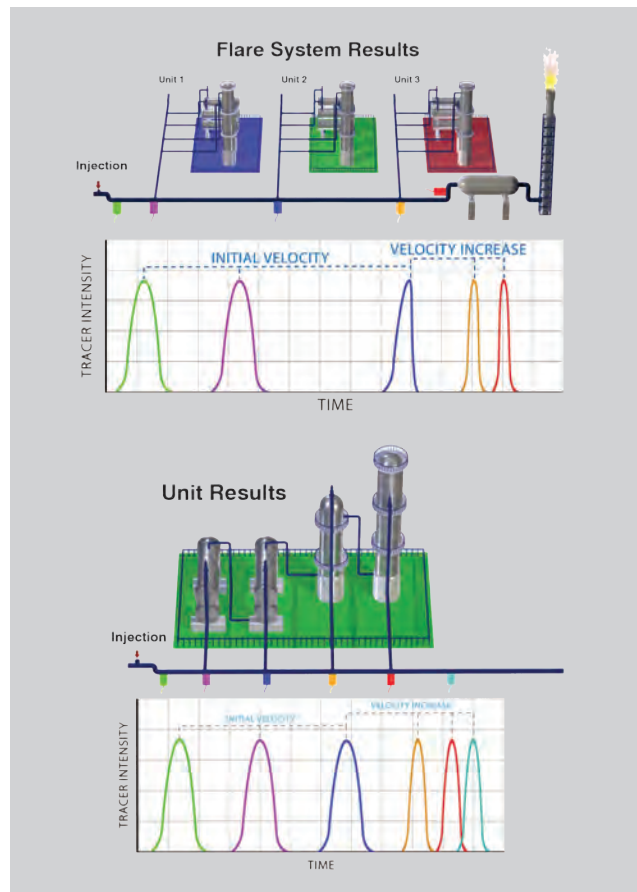 Flare System Results
Unit 1
Unit 2
Unit 3
Injection
INITIAL VELOCITY
VELOCITY INCREASE
TRACER INTENSITY
TIME
Unit Results
Injection
INITIAL VELOCITY
VELOCITY INCREASE
TRACER INTENSITY
TIME